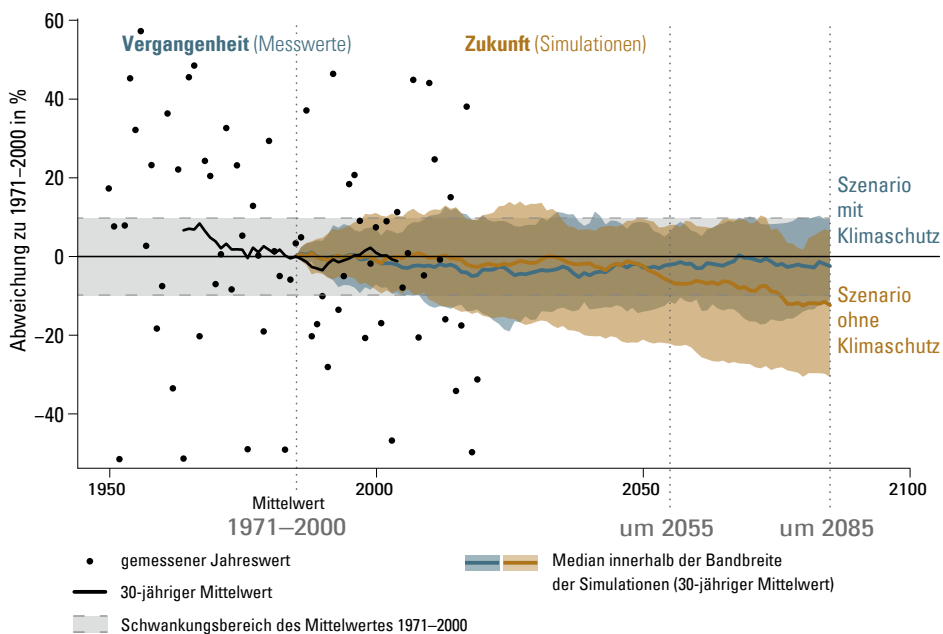 60
40
20
0
−20
−40
Abweichung zu 1971–2000 in %
Vergangenheit (Messwerte)
Zukunft (Simulationen)
Szenario
mit
Klimaschutz
Szenario
ohne
Klimaschutz
1950
2000
2050
2100
Mittelwert
1971–2000
um 2055
um 2085
gemessener Jahreswert
30-jähriger Mittelwert
Schwankungsbereich des Mittelwertes 1971–2000
Median innerhalb der Bandbreite
der Simulationen (30-jähriger Mittelwert)